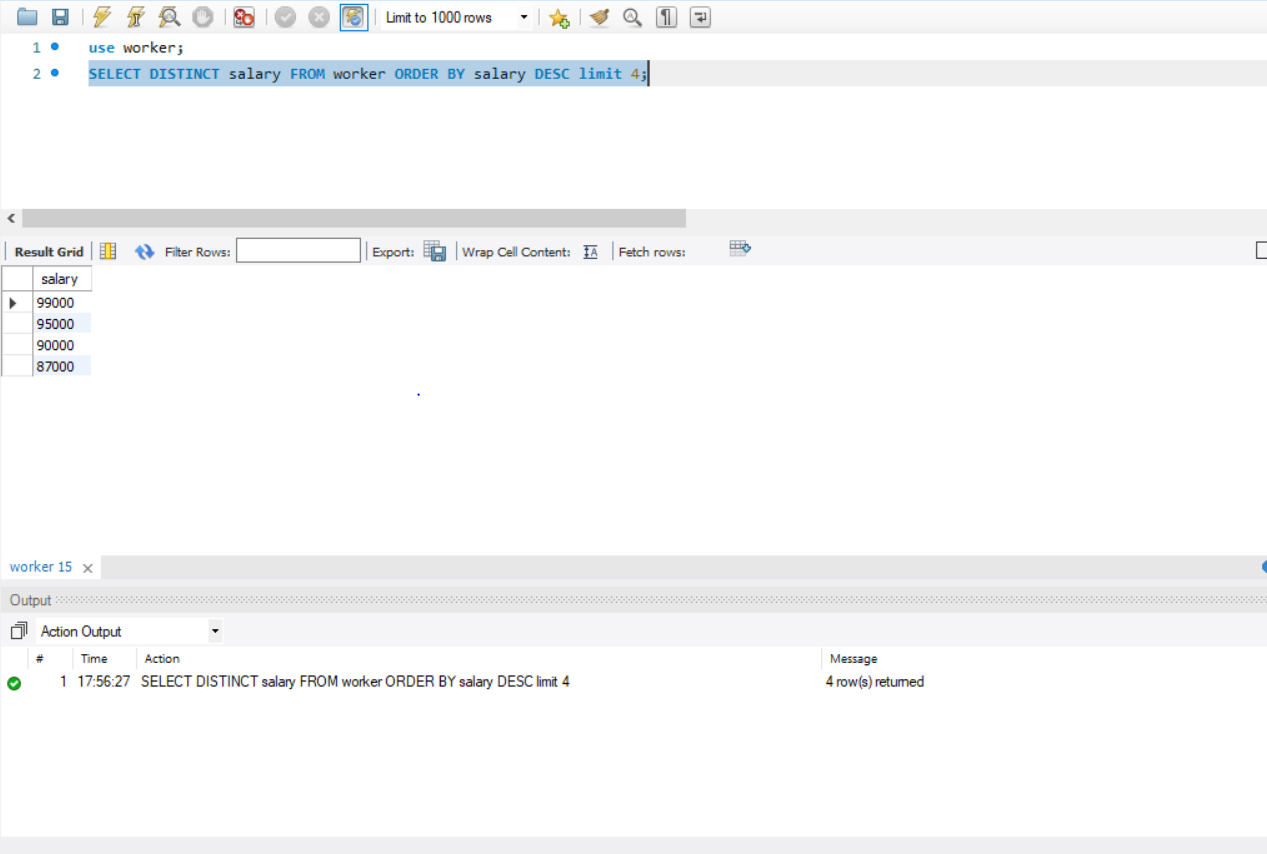 Limit to 1000 rows
1 use worker;
2 SELECT DISTINCT salary FROM worker ORDER BY salary DESC limit 4;
Result Grid Filter Rows: Export: Wrap Cell Content: Fetch rows:
salary
99000
95000
90000
87000
worker 15
Output
Action Output
# Time Action Message
1 17:56:27 SELECT DISTINCT salary FROM worker ORDER BY salary DESC limit 4 4 row(s) returned